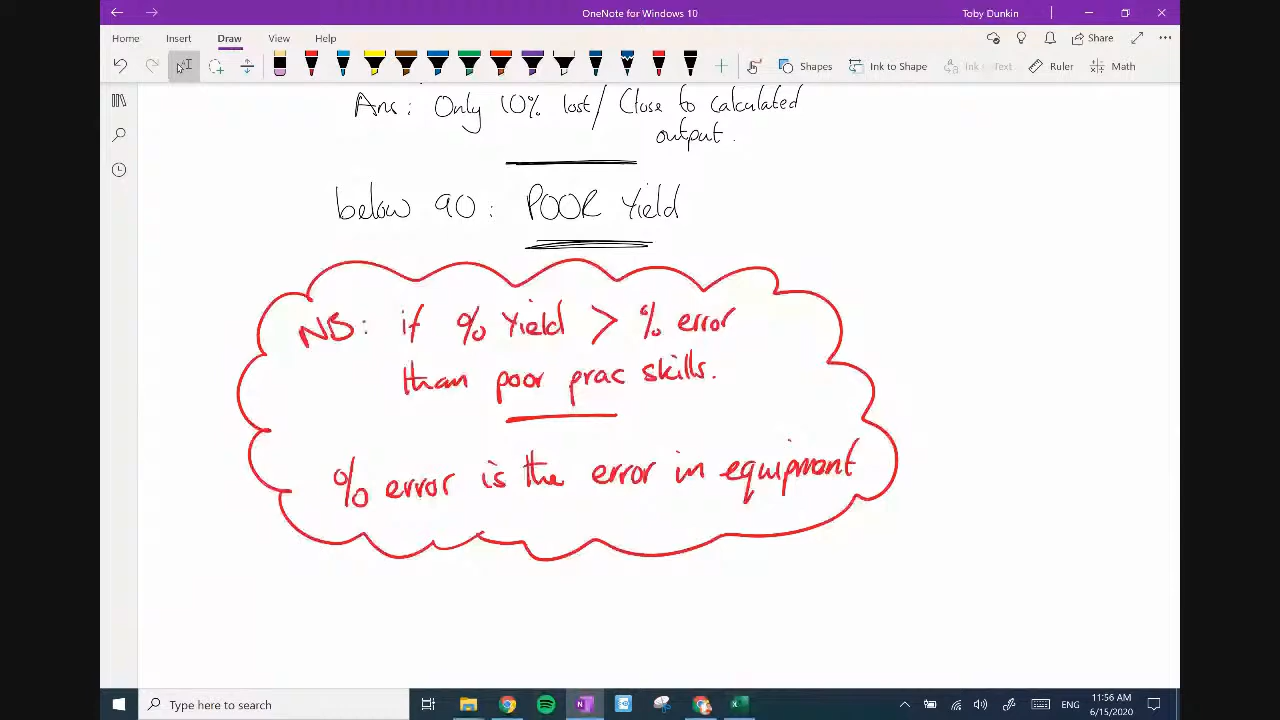 OneNote for Windows 10
Toby Dunkin
Home Insert Draw View Help
Share
Shapes Ink to Shape Ink to Text Ruler Math
Ans: Only 10% lost/ Close to calculated
output.
below 90: POOR Yield
NB: if % Yield > % error
than poor prac skills.
% error is the error in equipment
Type here to search
ENG
11:56 AM
6/15/2020